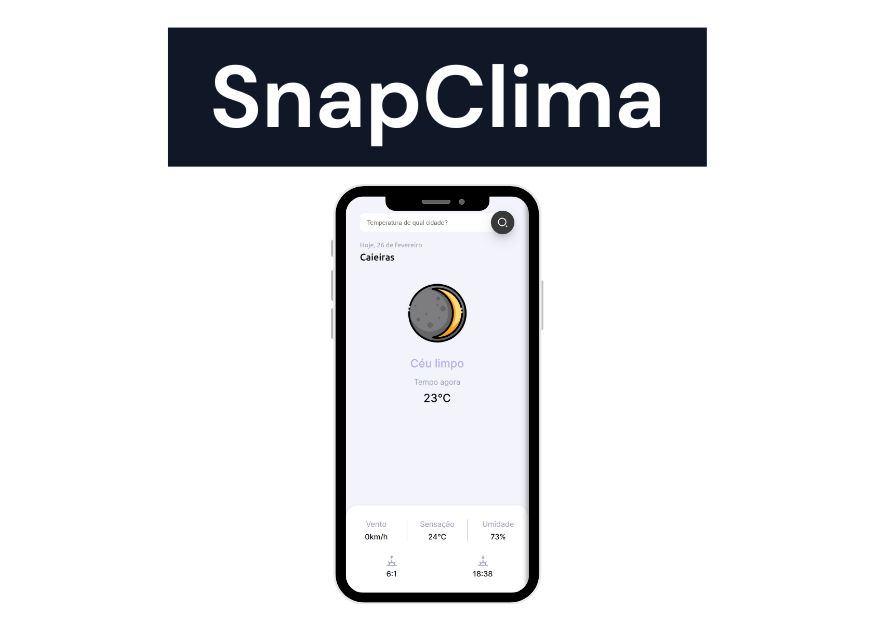 SnapClima
Temperatura de qual cidade?
Hoje, 26 de fevereiro
Caieiras
Céu limpo
Tempo agora
23°C
Vento Sensação Umidade
0km/h 24°C 73%
6:1 18:38